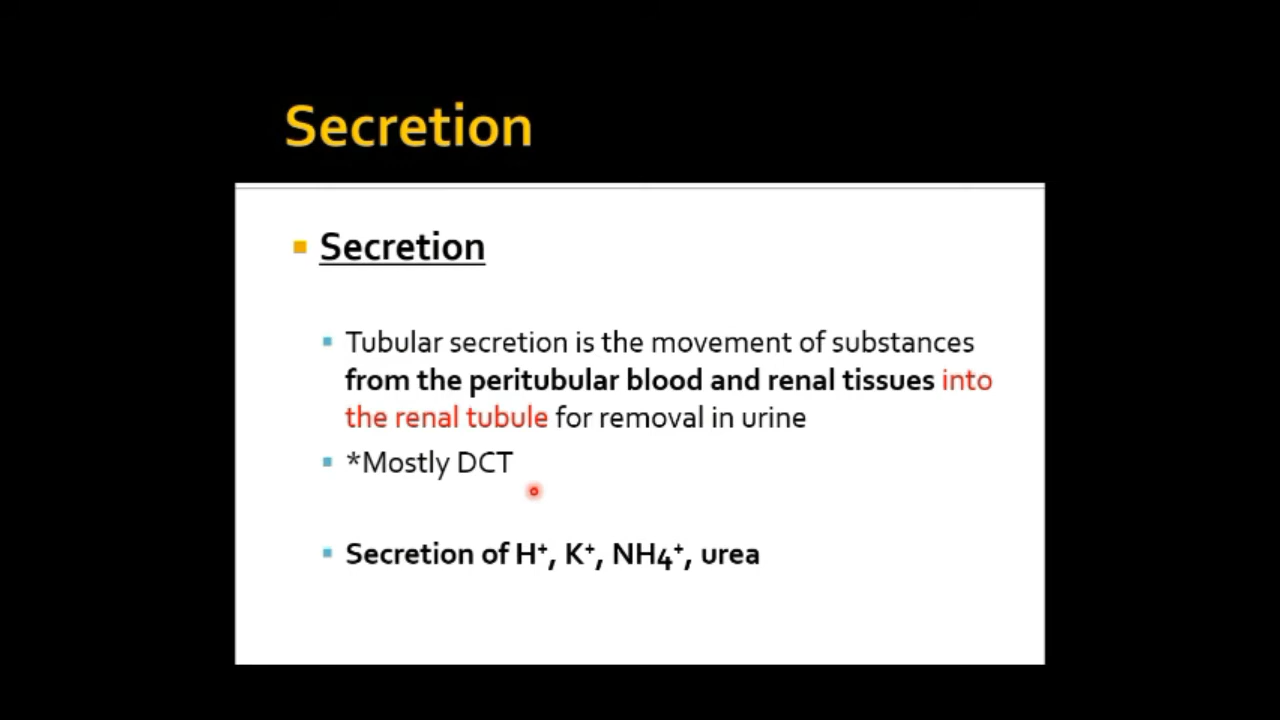 Secretion
Secretion
Tubular secretion is the movement of substances
from the peritubular blood and renal tissues into
the renal tubule for removal in urine
*Mostly DCT
Secretion of H⁺, K⁺, NH4⁺, urea